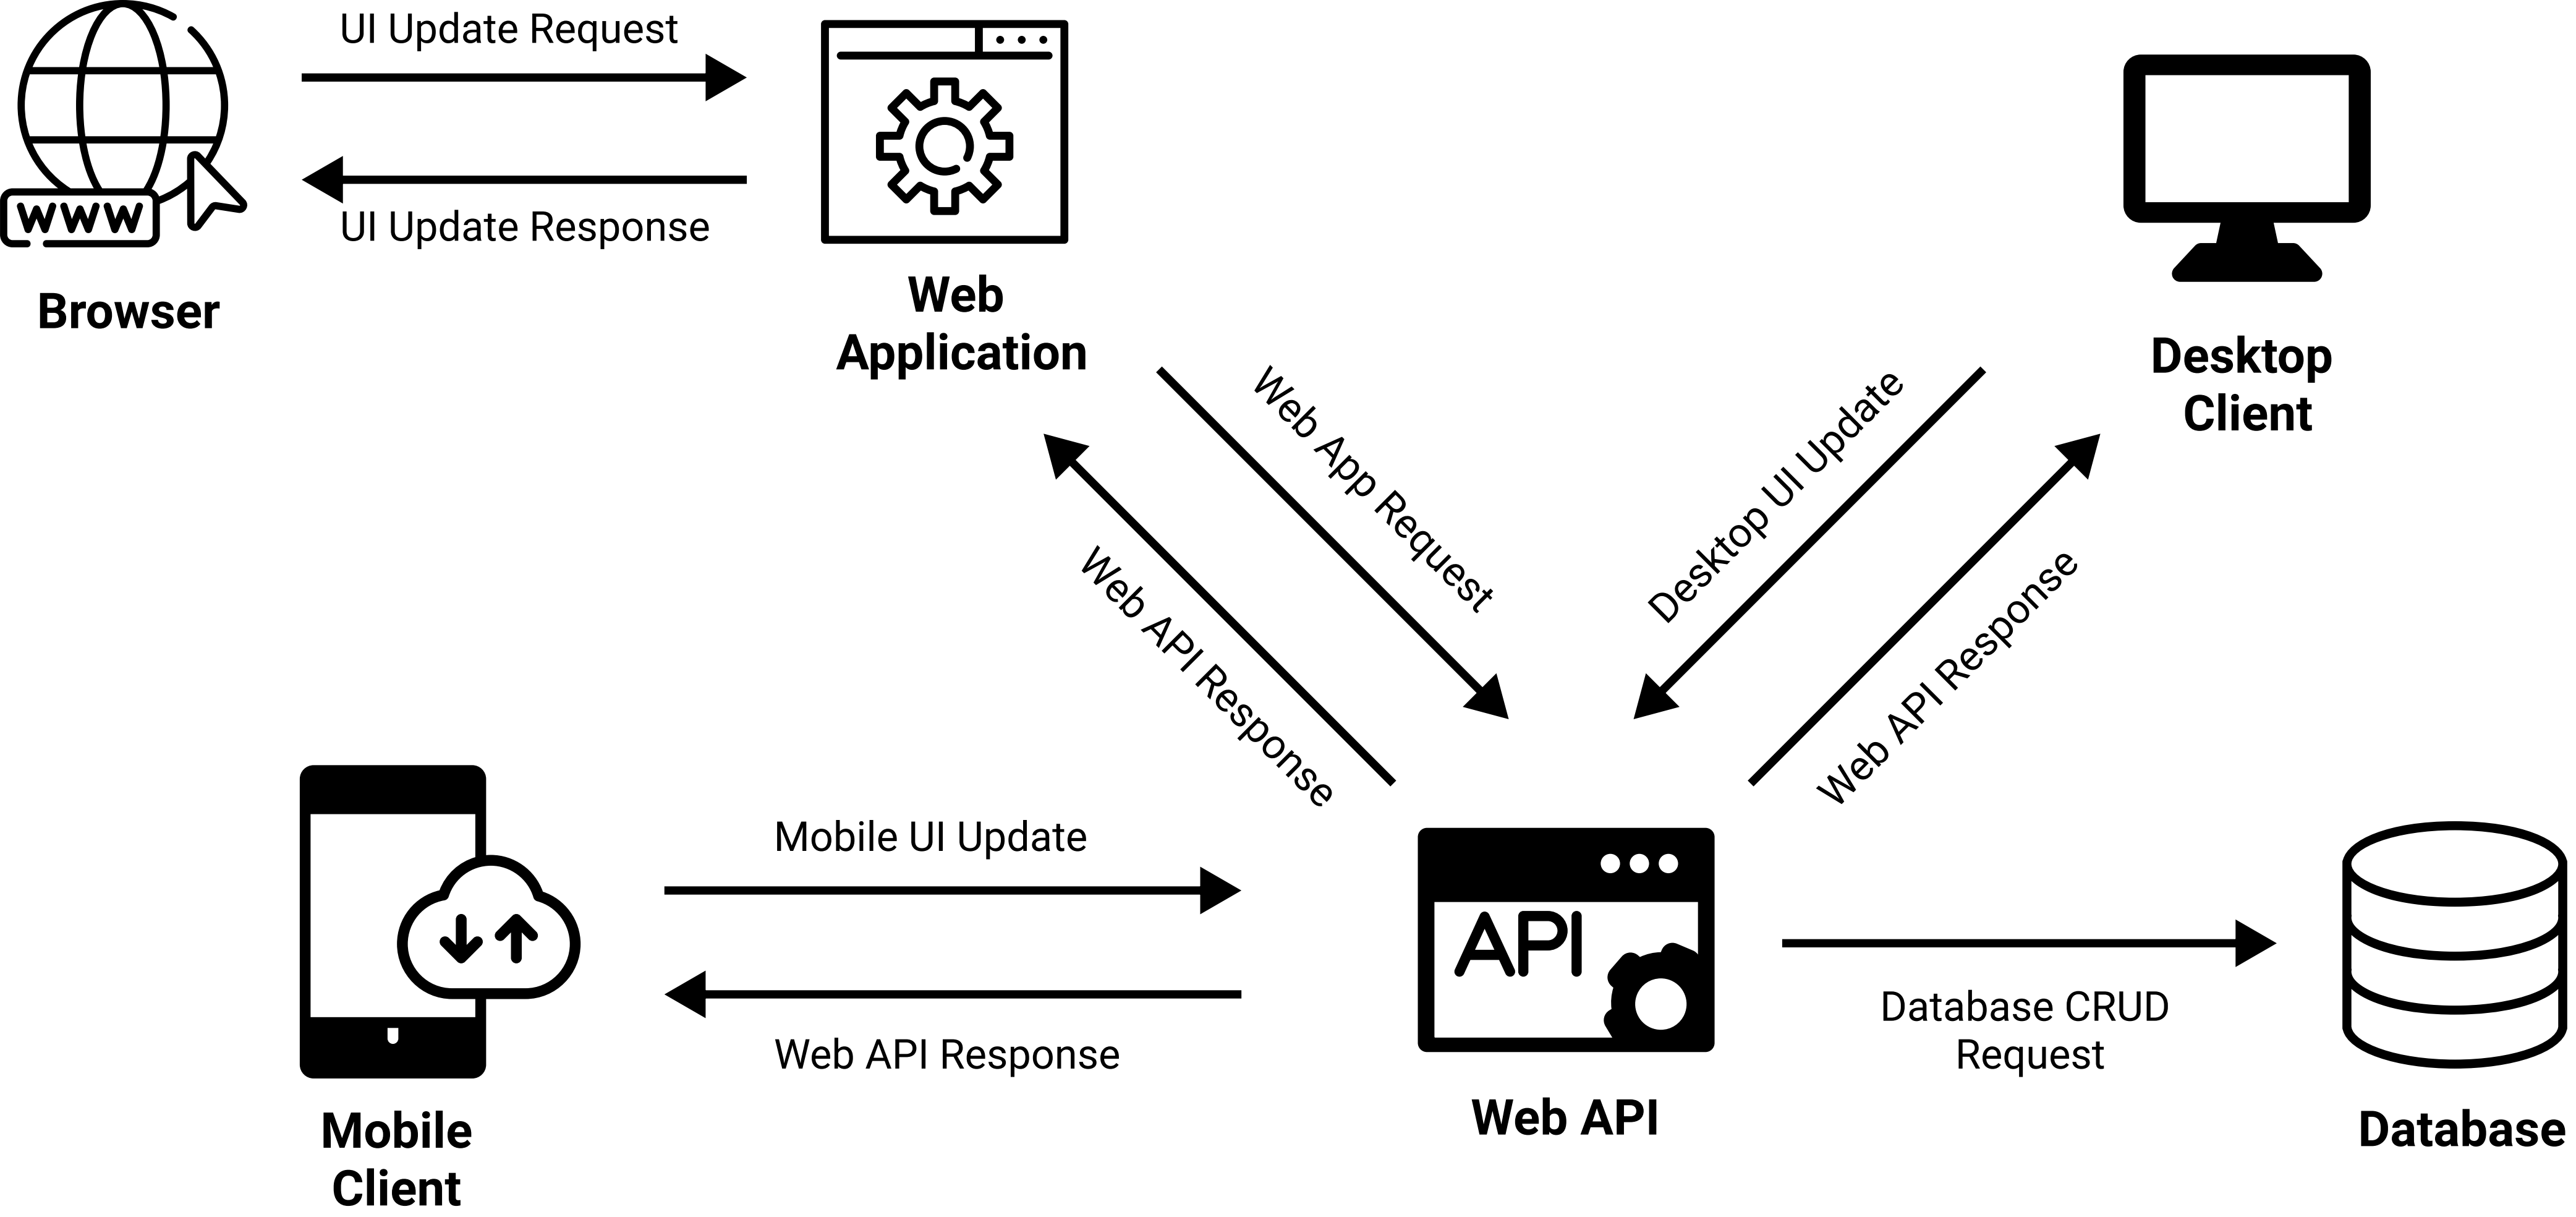 UI Update Request
WWW
UI Update Response
Browser
Web
Application
Desktop
Client
Web App Request
Web API Response
Desktop UI Update
Web API Response
Mobile UI Update
Web API Response
Mobile
Client
API
Web API
Database CRUD
Request
Database